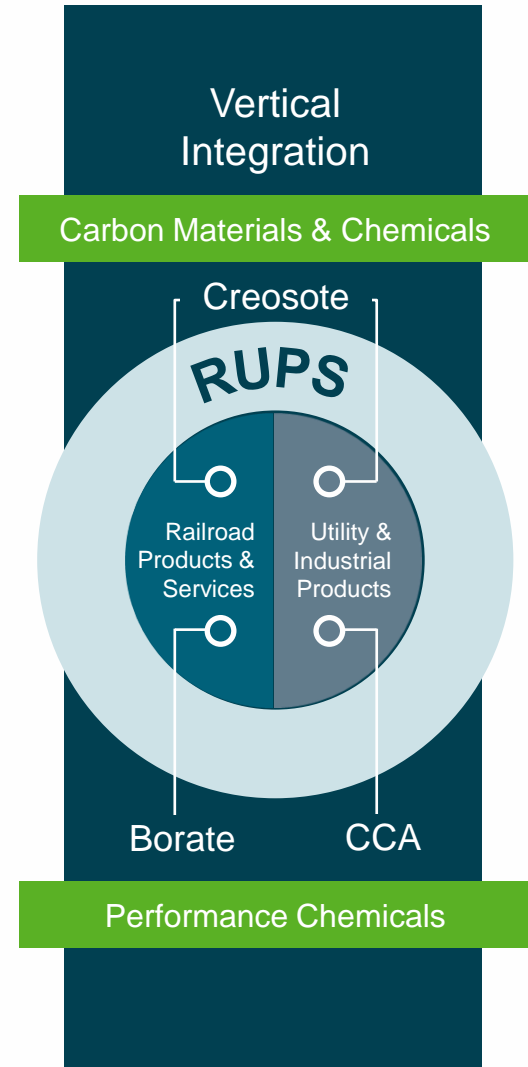 Vertical
Integration
Carbon Materials & Chemicals
Creosote
RUPS
Railroad
Products &
Services
Utility &
Industrial
Products
Borate
CCA
Performance Chemicals